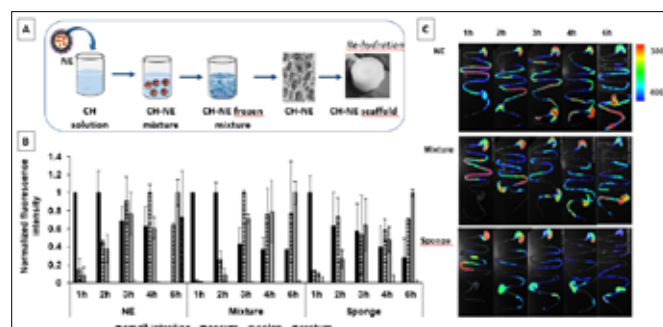 A
NE
CH
solution
CH-NE
mixture
CH-NE frozen
mixture
CH-NE
Re-hydration
CH-NE scaffold
B
Normalized fluorescence
intensity
1.4
1.2
1
0.8
0.6
0.4
0.2
0
1h 2h 3h 4h 6h 1h 2h 3h 4h 6h 1h 2h 3h 4h 6h
NE Mixture Sponge
C
1h 2h 3h 4h 6h
NE
Mixture
Sponge